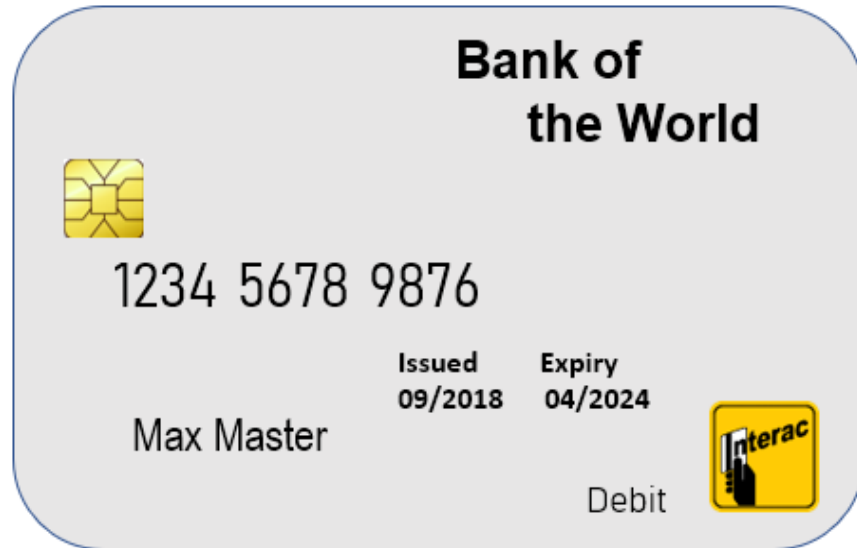 Bank of
the World
1234 5678 9876
Issued Expiry
09/2018 04/2024
Max Master
Interac
Debit